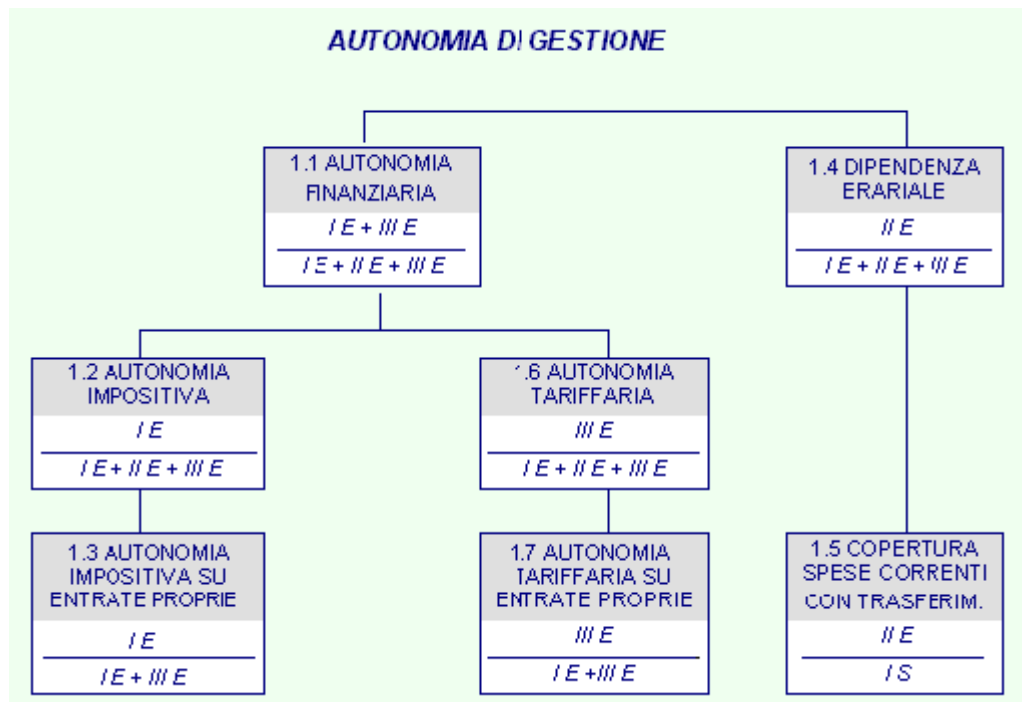 AUTONOMIA DI GESTIONE
1.1 AUTONOMIA
FINANZIARIA
I E + III E
I E + II E + III E
1.4 DIPENDENZA
ERARIALE
II E
I E + II E + III E
1.2 AUTONOMIA
IMPOSITIVA
I E
I E + II E + III E
1.6 AUTONOMIA
TARIFFARIA
III E
I E + II E + III E
1.3 AUTONOMIA
IMPOSITIVA SU
ENTRATE PROPRIE
I E
I E + III E
1.7 AUTONOMIA
TARIFFARIA SU
ENTRATE PROPRIE
III E
I E +III E
1.5 COPERTURA
SPESE CORRENTI
CON TRASFERIM.
II E
I S